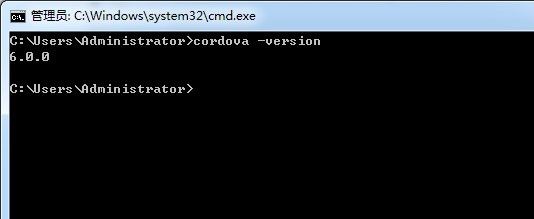 管理员: C:\Windows\system32\cmd.exe
C:\Users\Administrator>cordova -version
6.0.0
C:\Users\Administrator>